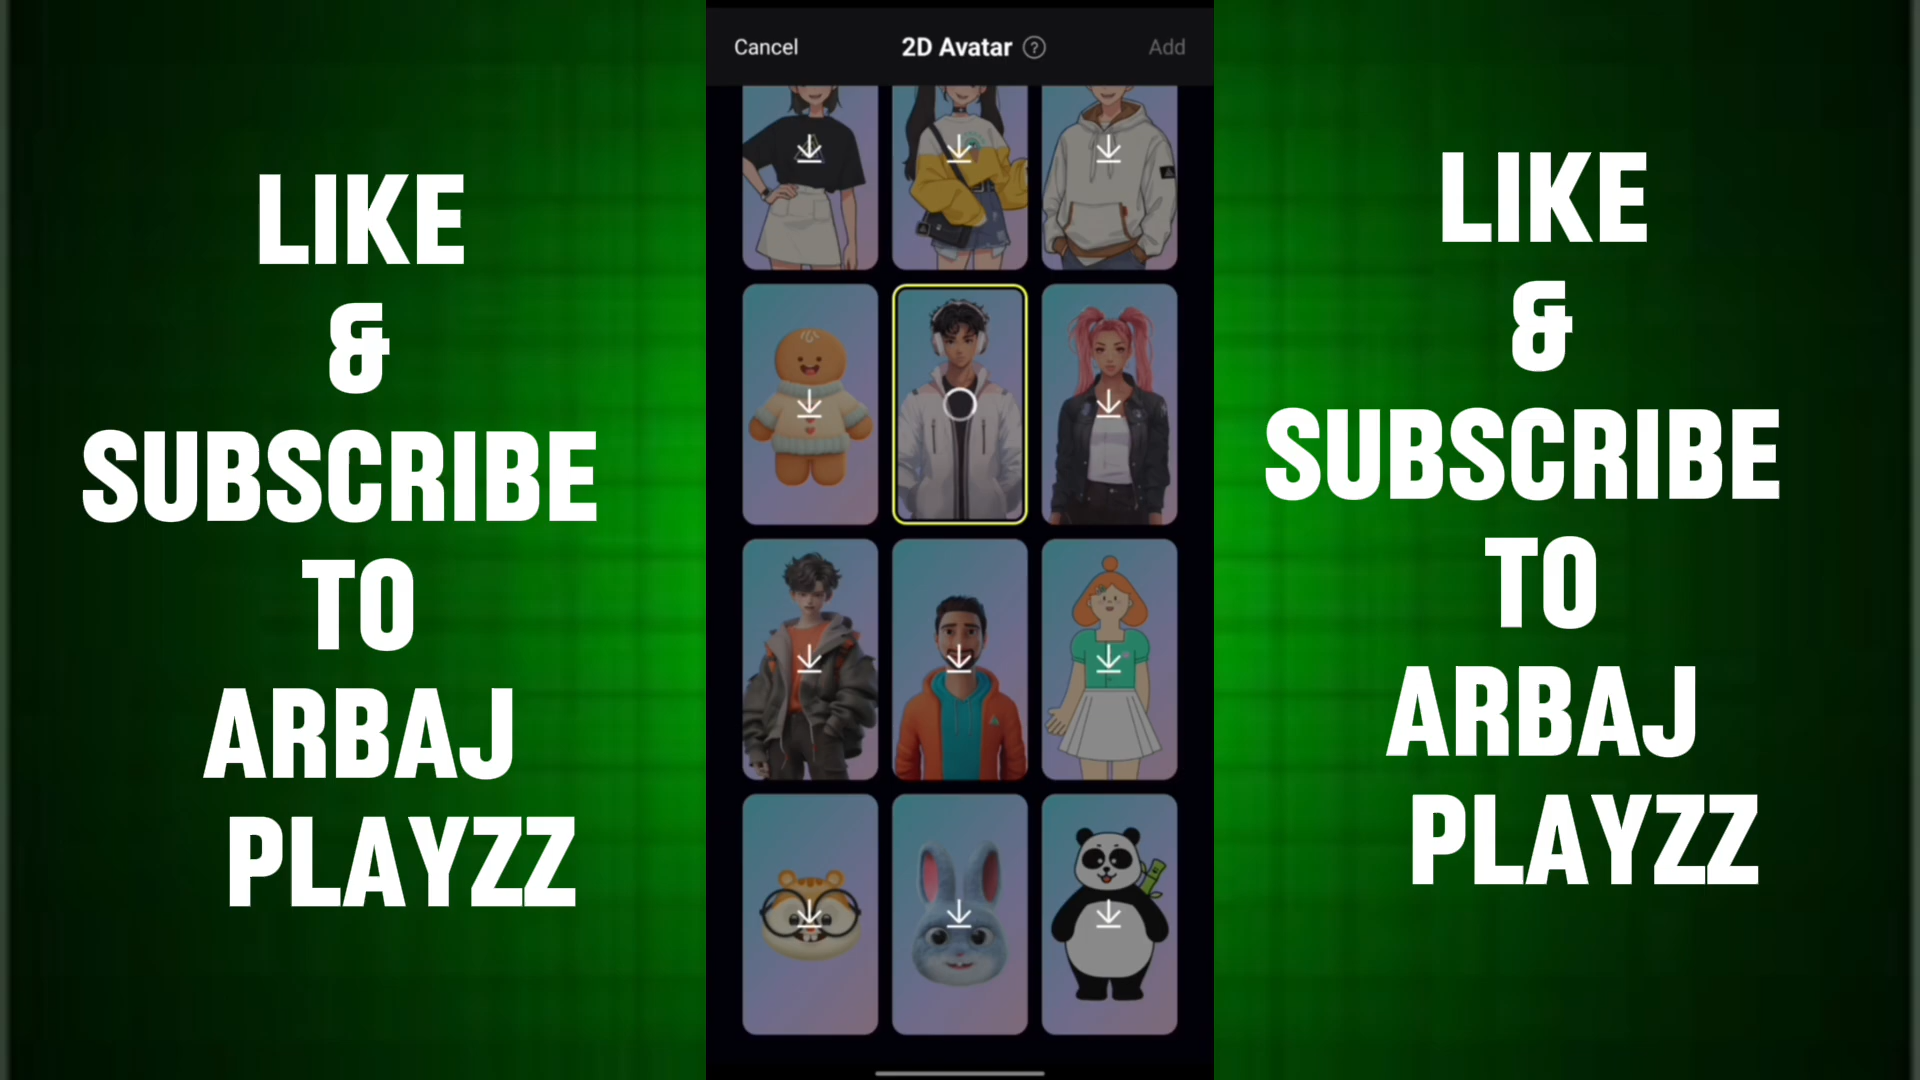 LIKE
&
SUBSCRIBE
TO
ARBAJ
PLAYZZ
Cancel
2D Avatar ?
Add
LIKE
&
SUBSCRIBE
TO
ARBAJ
PLAYZZ